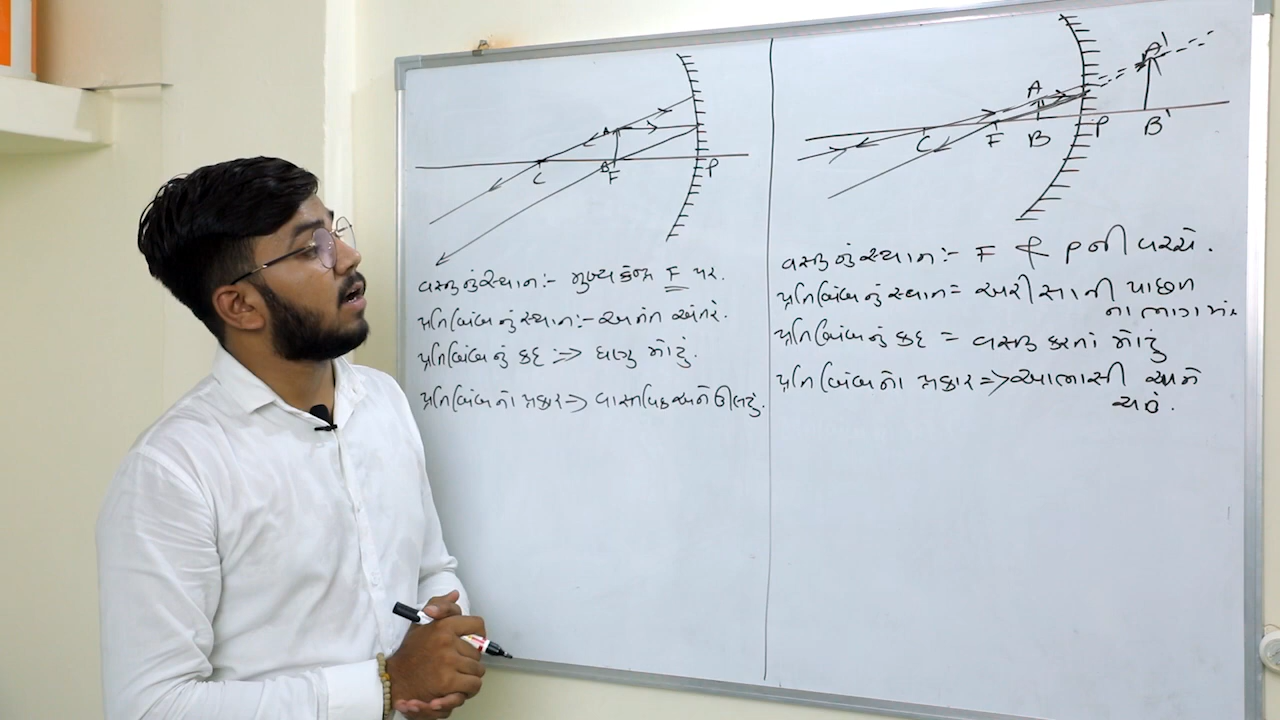 A
C
B
F
P
વસ્તુનું સ્થાન :- મુખ્ય કેન્દ્ર F પર.
પ્રતિબિંબનું સ્થાન :- અનંત અંતરે.
પ્રતિબિંબનું કદ => ઘણુ મોટું.
પ્રતિબિંબનો પ્રકાર => વાસ્તવિક અને ઊલટું.
A
A'
C
F
B
P
B'
વસ્તુનું સ્થાન :- F & P ની વચ્ચે.
પ્રતિબિંબનું સ્થાન = અરીસાની પાછળ
ના ભાગમાં.
પ્રતિબિંબનું કદ = વસ્તુ કરતાં મોટું
પ્રતિબિંબનો પ્રકાર => આભાસી અને
ચતું.